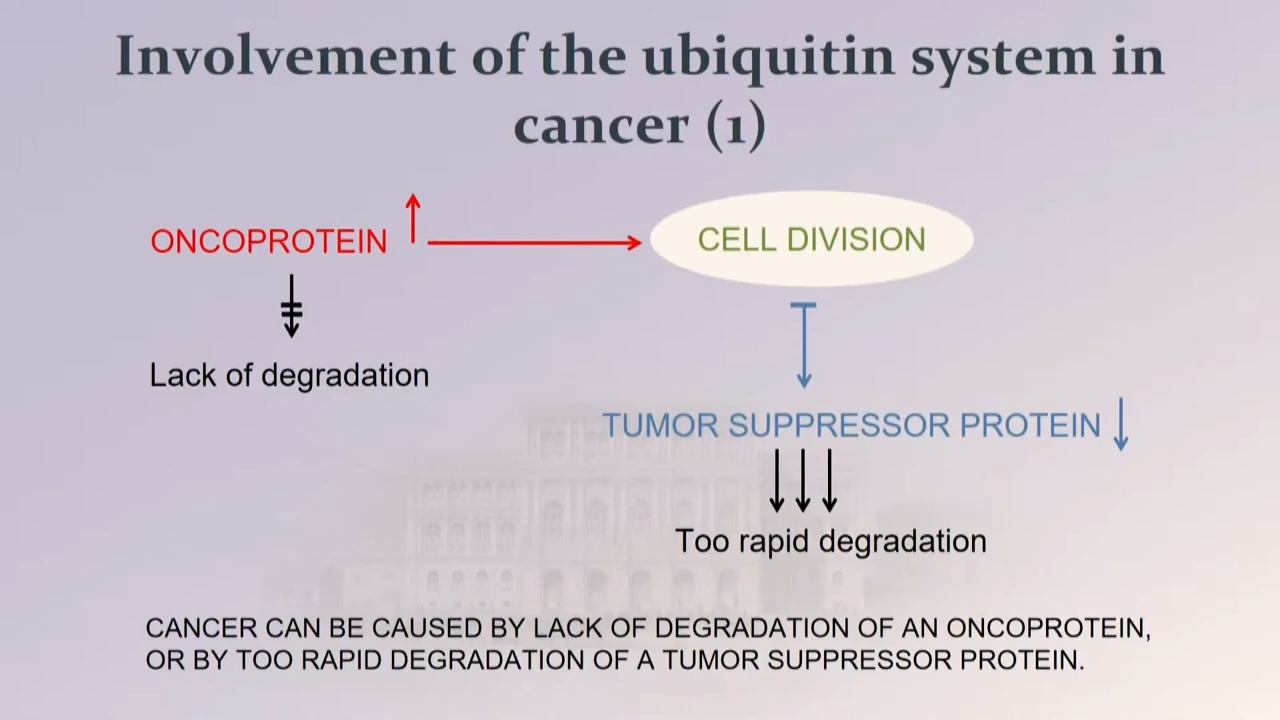 Involvement of the ubiquitin system in
cancer (1)
ONCOPROTEIN
CELL DIVISION
Lack of degradation
TUMOR SUPPRESSOR PROTEIN
Too rapid degradation
CANCER CAN BE CAUSED BY LACK OF DEGRADATION OF AN ONCOPROTEIN,
OR BY TOO RAPID DEGRADATION OF A TUMOR SUPPRESSOR PROTEIN.